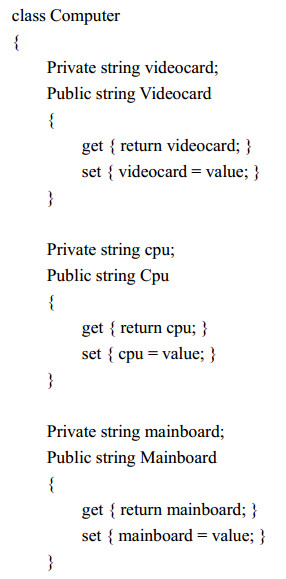 class Computer
{
Private string videocard;
Public string Videocard
{
get { return videocard; }
set { videocard = value; }
}
Private string cpu;
Public string Cpu
{
get { return cpu; }
set { cpu = value; }
}
Private string mainboard;
Public string Mainboard
{
get { return mainboard; }
set { mainboard = value; }
}